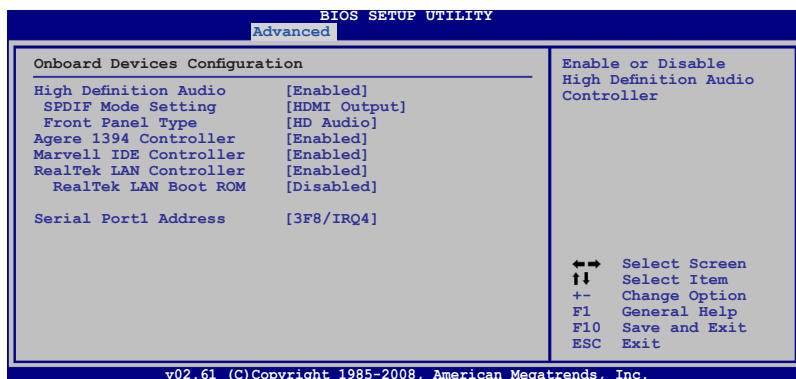 BIOS SETUP UTILITY
Advanced
Onboard Devices Configuration
High Definition Audio [Enabled]
SPDIF Mode Setting [HDMI Output]
Front Panel Type [HD Audio]
Agere 1394 Controller [Enabled]
Marvell IDE Controller [Enabled]
RealTek LAN Controller [Enabled]
RealTek LAN Boot ROM [Disabled]
Serial Port1 Address [3F8/IRQ4]
Enable or Disable
High Definition Audio
Controller
←→ Select Screen
↑↓ Select Item
+- Change Option
F1 General Help
F10 Save and Exit
ESC Exit
v02.61 (C)Copyright 1985-2008, American Megatrends, Inc.